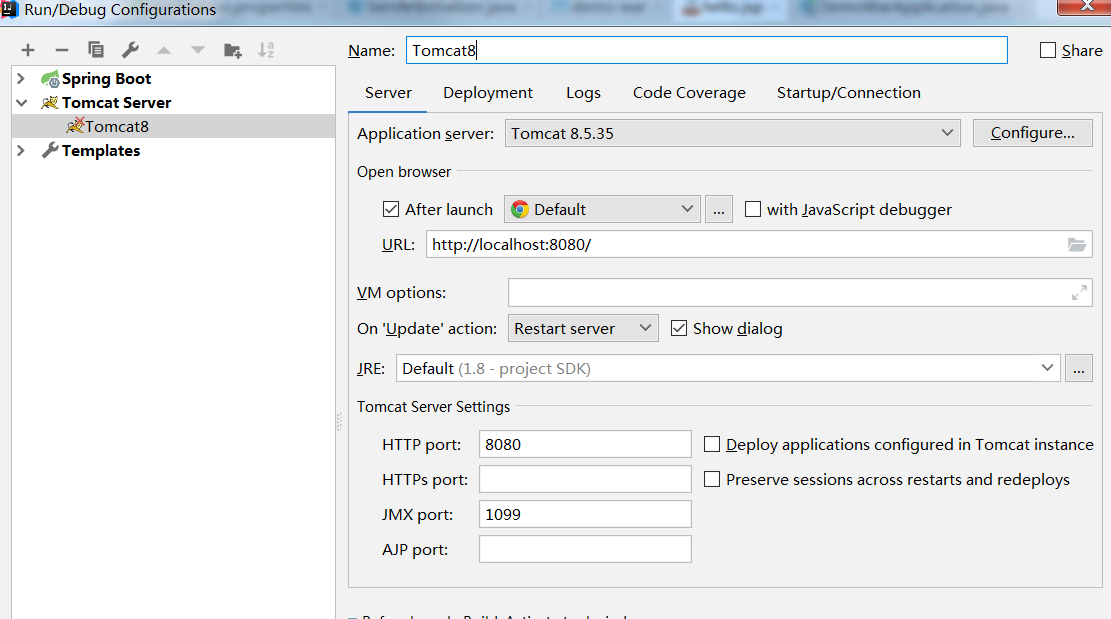 Run/Debug Configurations
Name: Tomcat8 Share
Spring Boot
Tomcat Server
Tomcat8
Templates
Server Deployment Logs Code Coverage Startup/Connection
Application server: Tomcat 8.5.35 Configure...
Open browser
After launch Default ... with JavaScript debugger
URL: http://localhost:8080/
VM options:
On 'Update' action: Restart server Show dialog
JRE: Default (1.8 - project SDK) ...
Tomcat Server Settings
HTTP port: 8080 Deploy applications configured in Tomcat instance
HTTPs port: Preserve sessions across restarts and redeploys
JMX port: 1099
AJP port: